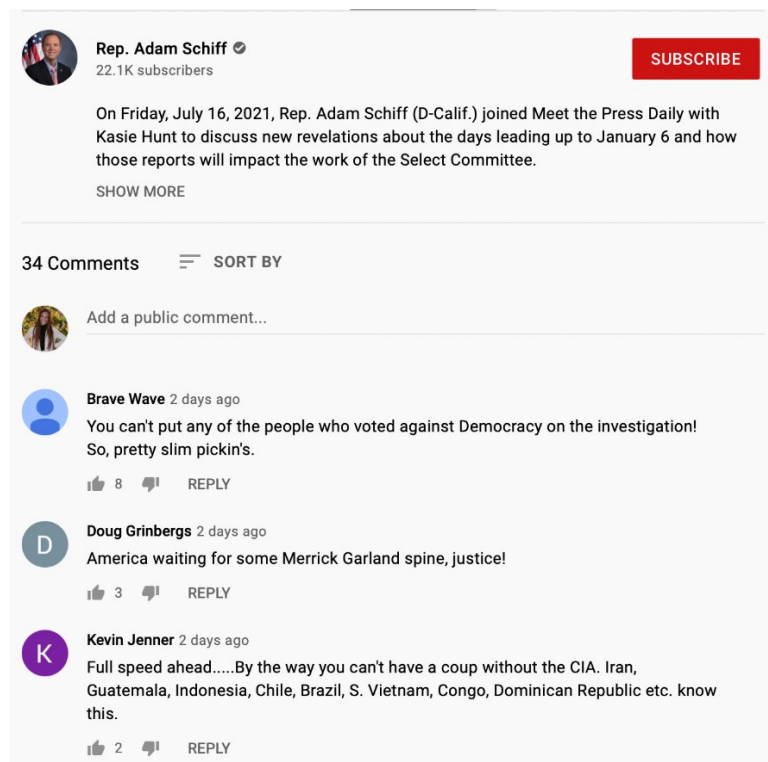 Rep. Adam Schiff
22.1K subscribers
SUBSCRIBE
On Friday, July 16, 2021, Rep. Adam Schiff (D-Calif.) joined Meet the Press Daily with
Kasie Hunt to discuss new revelations about the days leading up to January 6 and how
those reports will impact the work of the Select Committee.
SHOW MORE
34 Comments SORT BY
Add a public comment...
Brave Wave 2 days ago
You can't put any of the people who voted against Democracy on the investigation!
So, pretty slim pickin's.
8 REPLY
D
Doug Grinbergs 2 days ago
America waiting for some Merrick Garland spine, justice!
3 REPLY
K
Kevin Jenner 2 days ago
Full speed ahead.....By the way you can't have a coup without the CIA. Iran,
Guatemala, Indonesia, Chile, Brazil, S. Vietnam, Congo, Dominican Republic etc. know
this.
2 REPLY